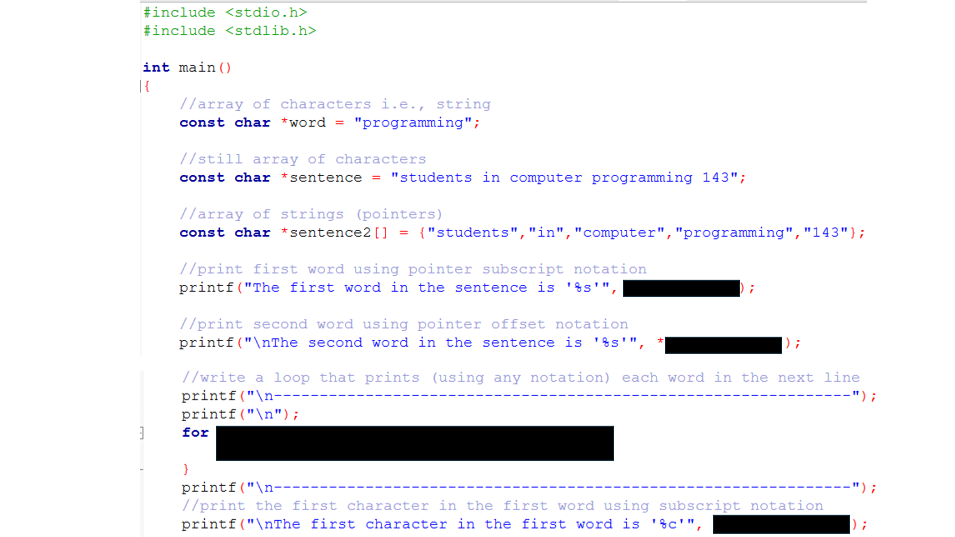 #include <stdio.h>
#include <stdlib.h>
int main()
{
//array of characters i.e., string
const char *word = "programming";
//still array of characters
const char *sentence = "students in computer programming 143";
//array of strings (pointers)
const char *sentence2[] = {"students","in","computer","programming","143"};
//print first word using pointer subscript notation
printf("The first word in the sentence is '%s'", );
//print second word using pointer offset notation
printf("\nThe second word in the sentence is '%s'", * );
//write a loop that prints (using any notation) each word in the next line
printf("\n---------------------------------------------------------------");
printf("\n");
for
}
printf("\n---------------------------------------------------------------");
//print the first character in the first word using subscript notation
printf("\nThe first character in the first word is '%c'", );